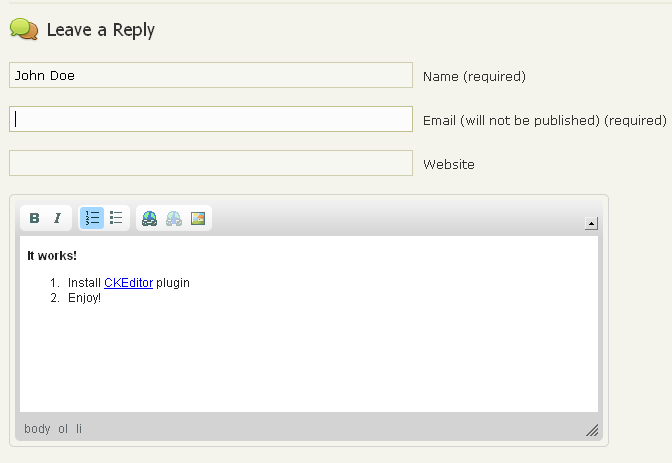 Leave a Reply
John Doe Name (required)
Email (will not be published) (required)
Website
B I
It works!
1. Install CKEditor plugin
2. Enjoy!
body ol li